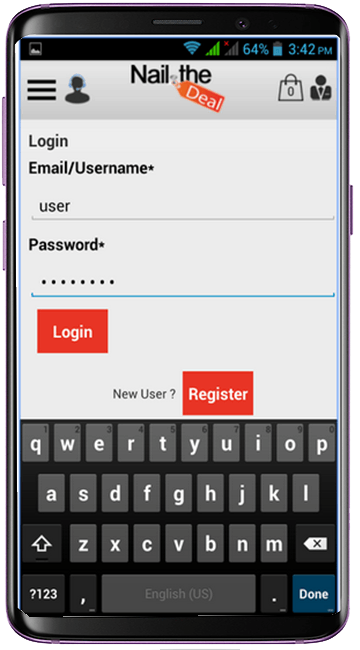 64% 3:42 PM
Nail the
Deal
0
Login
Email/Username*
user
Password*
Login
New User ? Register
1 2 3 4 5 6 7 8 9 0
q w e r t y u i o p
a s d f g h j k l
z x c v b n m
?123 , English (US) . Done